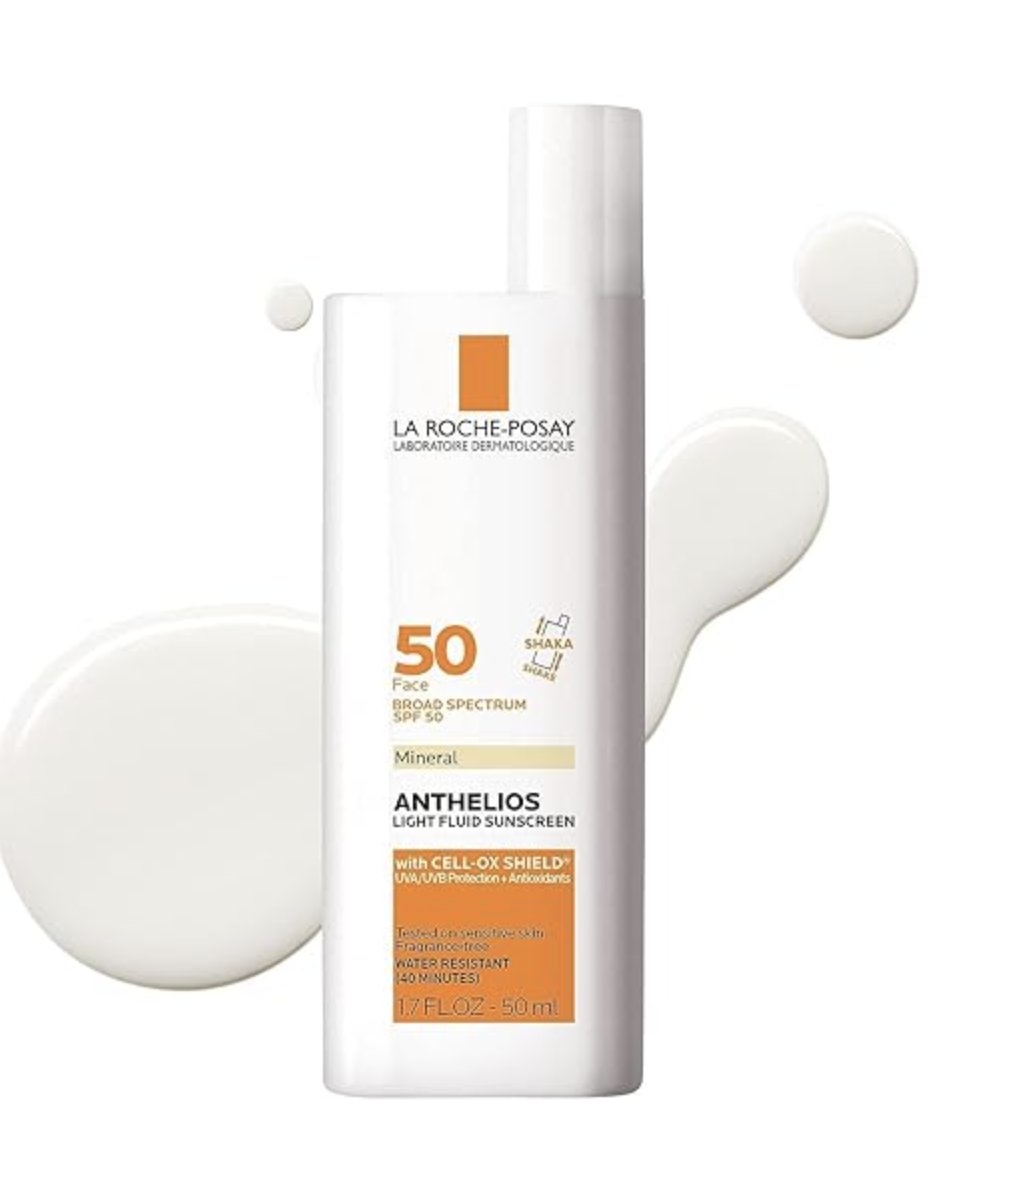 LA ROCHE-POSAY
LABORATOIRE DERMATOLOGIQUE
50
SHAKA
SHAKE
Face
BROAD SPECTRUM
SPF 50
Mineral
ANTHELIOS
LIGHT FLUID SUNSCREEN
with CELL-OX SHIELD®
UVA/UVB Protection + Antioxidants
Tested on sensitive skin
Fragrance-free
WATER RESISTANT
(40 MINUTES)
1.7 FL.OZ - 50 ml